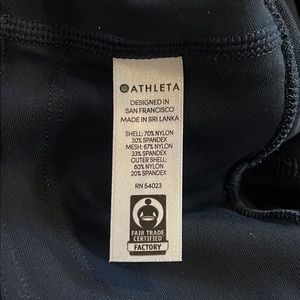 ATHLETA
DESIGNED IN
SAN FRANCISCO
MADE IN SRI LANKA
SHELL: 70% NYLON
30% SPANDEX
MESH: 67% NYLON
33% SPANDEX
OUTER SHELL:
80% NYLON
20% SPANDEX
RN 54023
FAIR TRADE
CERTIFIED
FACTORY